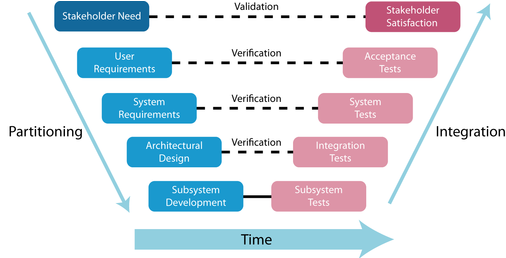 Stakeholder Need
Validation
Stakeholder
Satisfaction
User
Requirements
Verification
Acceptance
Tests
System
Requirements
Verification
System
Tests
Partitioning
Integration
Architectural
Design
Verification
Integration
Tests
Subsystem
Development
Subsystem
Tests
Time